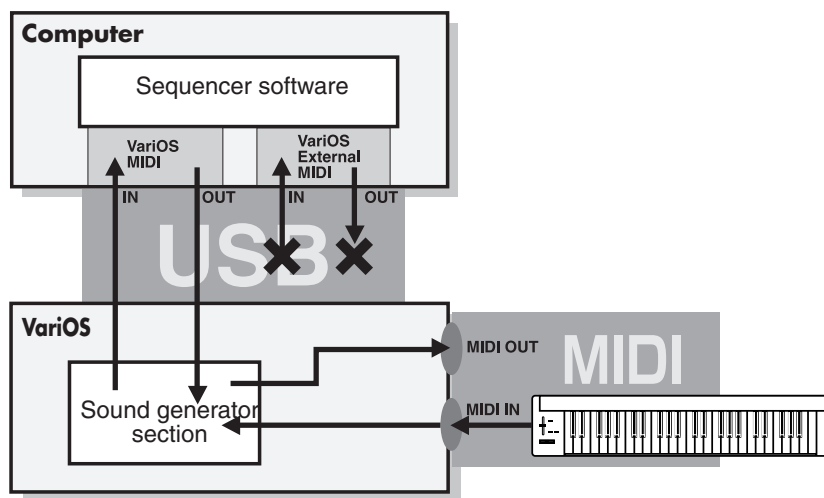 Computer
Sequencer software
VariOS
MIDI
VariOS
External
MIDI
IN
OUT
IN
OUT
USB
VariOS
MIDI OUT
MIDI
Sound generator
section
MIDI IN